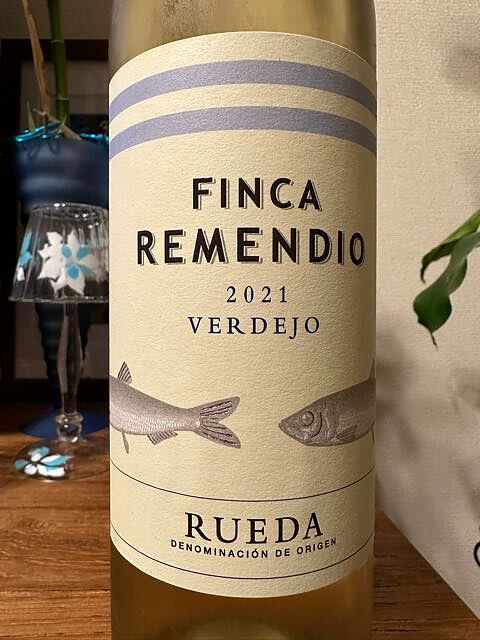 FINCA
REMENDIO
2021
VERDEJO
RUEDA
DENOMINACIÓN DE ORIGEN